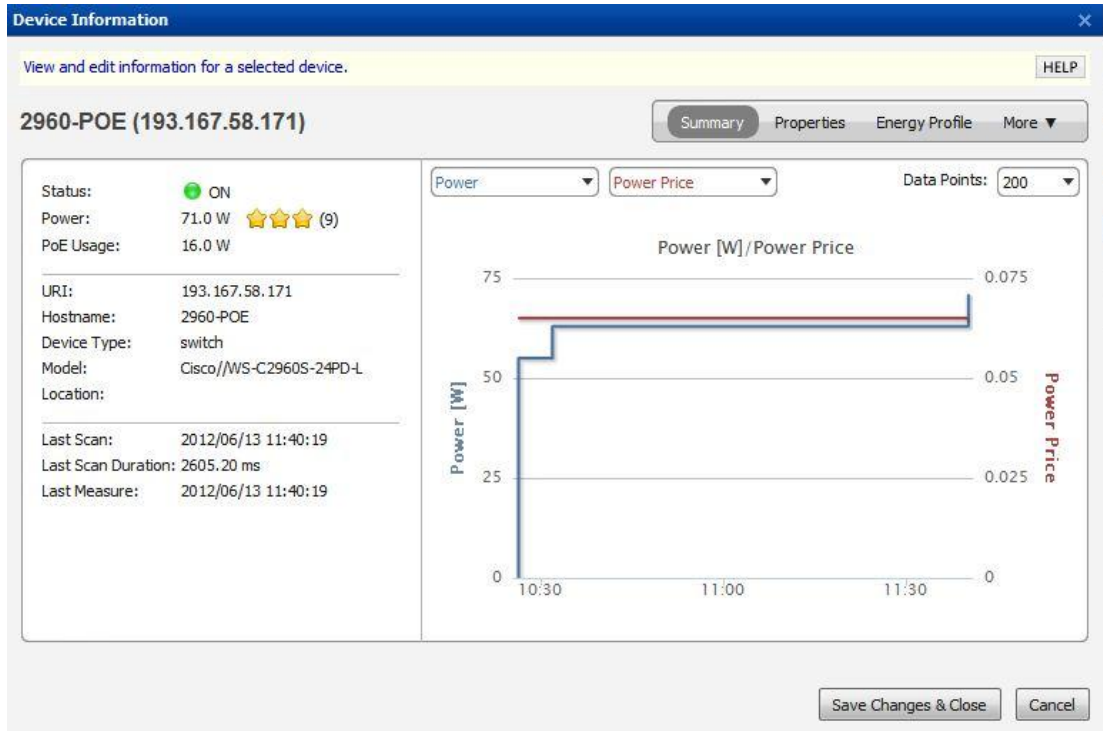 Device Information
View and edit information for a selected device.
HELP
2960-POE (193.167.58.171)
Summary Properties Energy Profile More ▼
Status: ON
Power: 71.0 W (9)
PoE Usage: 16.0 W
URI: 193.167.58.171
Hostname: 2960-POE
Device Type: switch
Model: Cisco//WS-C2960S-24PD-L
Location:
Last Scan: 2012/06/13 11:40:19
Last Scan Duration: 2605.20 ms
Last Measure: 2012/06/13 11:40:19
Power Power Price Data Points: 200
Power [W]/Power Price
75 0.075
50 0.05
25 0.025
0 0
Power [W]
Power Price
10:30 11:00 11:30
Save Changes & Close Cancel